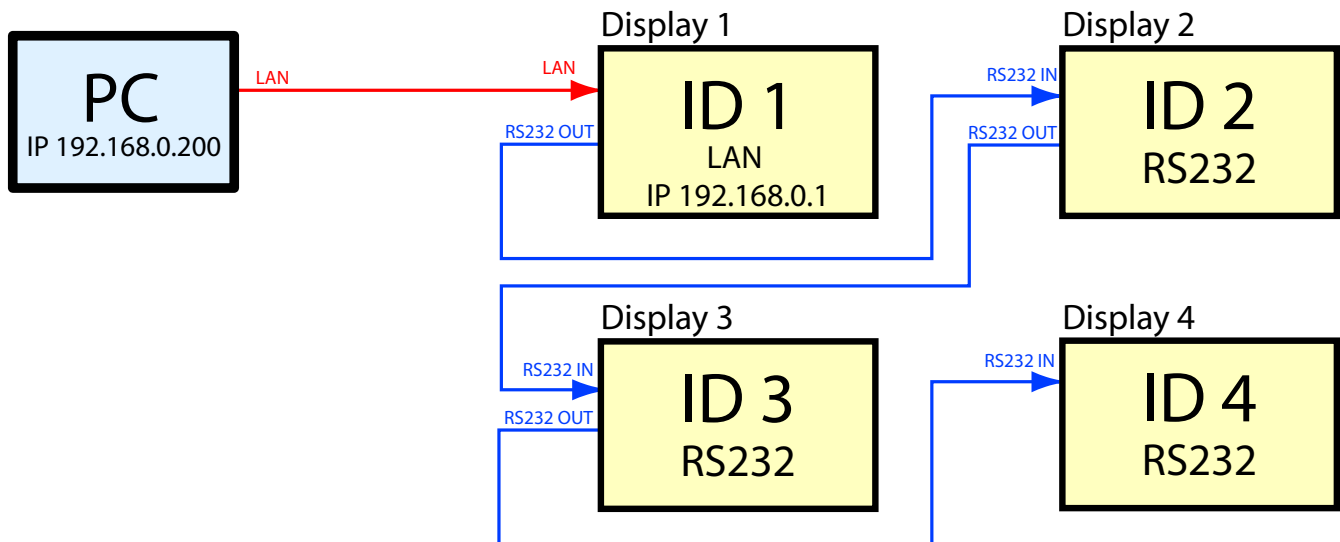 Display 1
Display 2
PC
IP 192.168.0.200
LAN
LAN
RS232 OUT
ID 1
LAN
IP 192.168.0.1
RS232 IN
RS232 OUT
ID 2
RS232
Display 3
Display 4
RS232 IN
RS232 OUT
ID 3
RS232
RS232 IN
ID 4
RS232